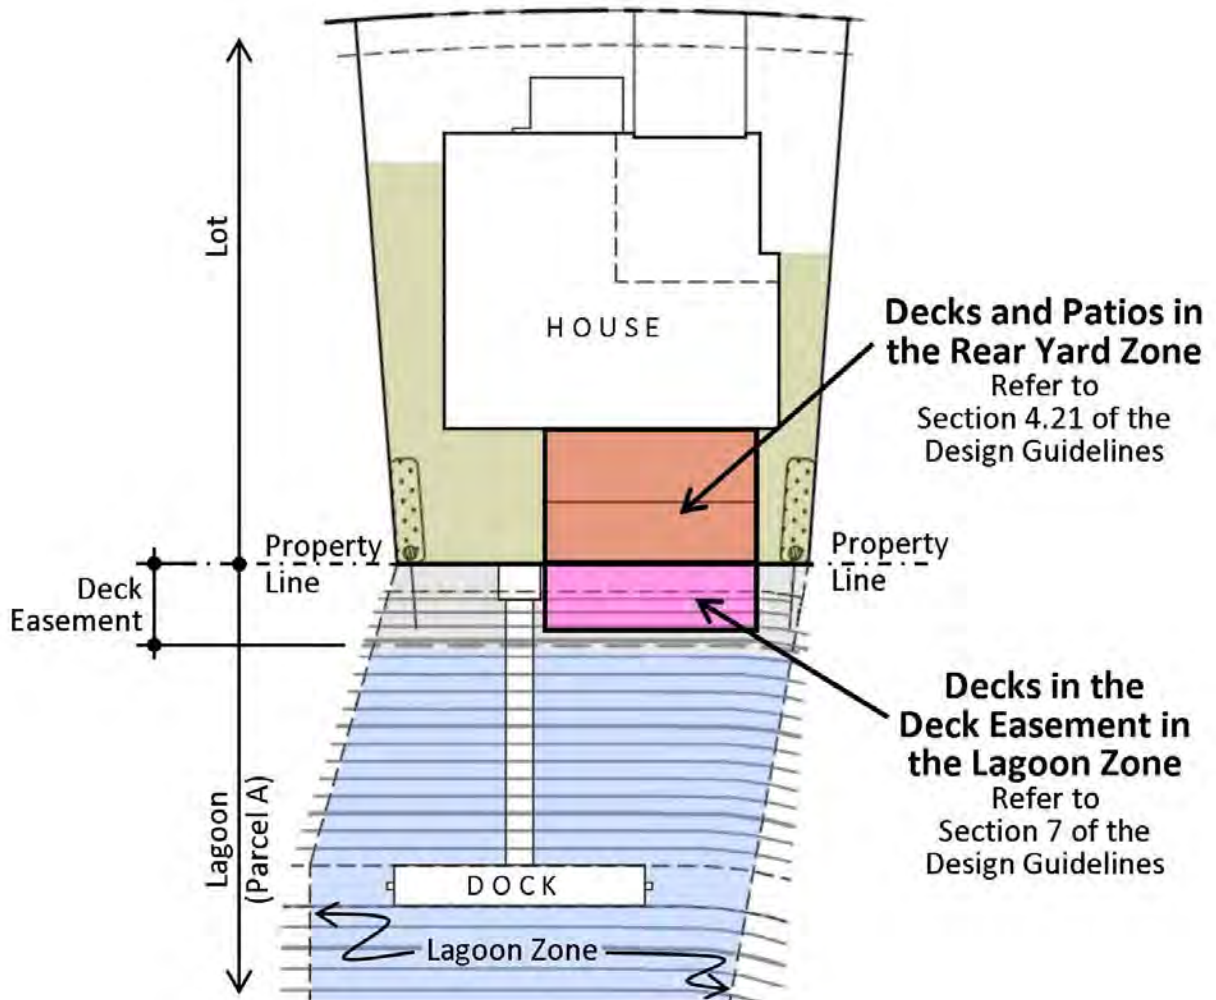 Lot
HOUSE
Decks and Patios in
the Rear Yard Zone
Refer to
Section 4.21 of the
Design Guidelines
Property
Line
Property
Line
Deck
Easement
Decks in the
Deck Easement in
the Lagoon Zone
Refer to
Section 7 of the
Design Guidelines
Lagoon
(Parcel A)
DOCK
Lagoon Zone